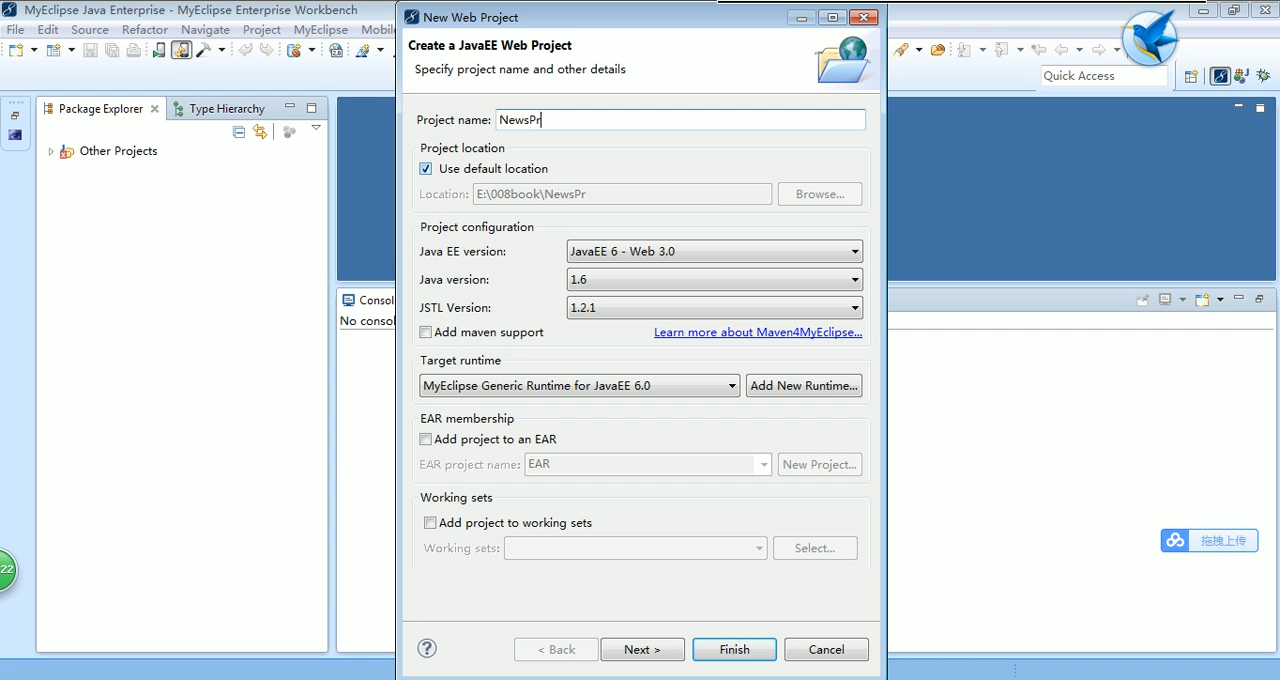 MyEclipse Java Enterprise - MyEclipse Enterprise Workbench
File Edit Source Refactor Navigate Project MyEclipse Mobil
Quick Access
Package Explorer
Type Hierarchy
Other Projects
Consol
No consol
New Web Project
Create a JavaEE Web Project
Specify project name and other details
Project name: NewsPr
Project location
Use default location
Location: E:\008book\NewsPr Browse...
Project configuration
Java EE version: JavaEE 6 - Web 3.0
Java version: 1.6
JSTL Version: 1.2.1
Add maven support Learn more about Maven4MyEclipse...
Target runtime
MyEclipse Generic Runtime for JavaEE 6.0 Add New Runtime...
EAR membership
Add project to an EAR
EAR project name: EAR New Project...
Working sets
Add project to working sets
Working sets: Select...
< Back Next > Finish Cancel
拖拽上传
22